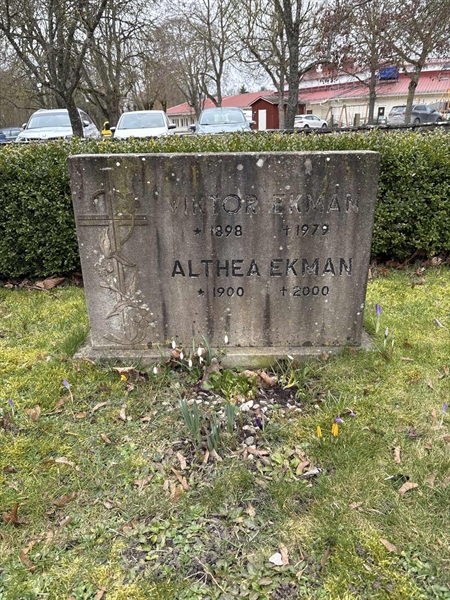 VIKTOR EKMAN
* 1898 †1979
ALTHEA EKMAN
* 1900 †2000